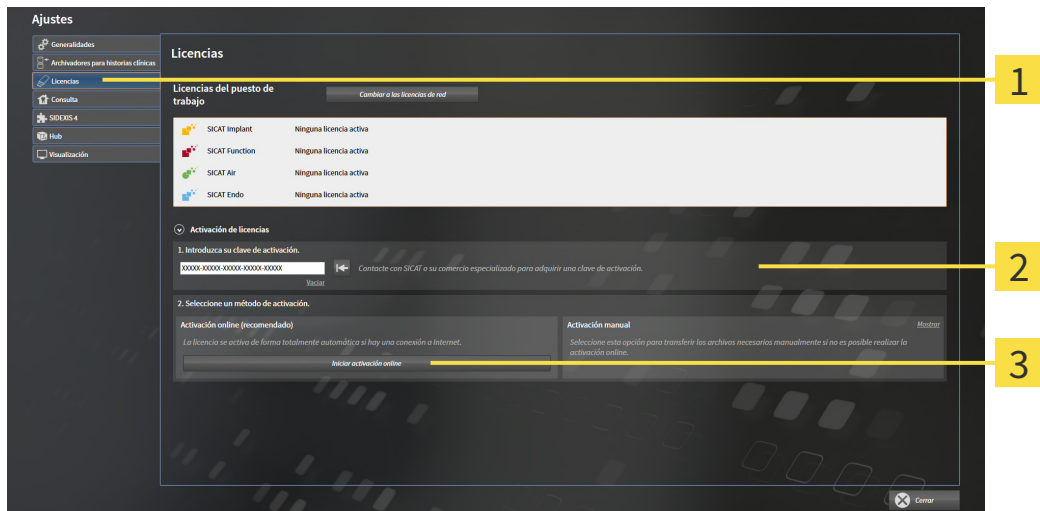 Ajustes
Generalidades
Archivadores para historias clínicas
Licencias
Consulta
SIDEXIS 4
Hub
Visualización
Licencias
Licencias del puesto de
trabajo
Cambiar a las licencias de red
SICAT Implant Ninguna licencia activa
SICAT Function Ninguna licencia activa
SICAT Air Ninguna licencia activa
SICAT Endo Ninguna licencia activa
Activación de licencias
1. Introduzca su clave de activación.
XXXXX-XXXXX-XXXXX-XXXXX-XXXXX
Contacte con SICAT o su comercio especializado para adquirir una clave de activación.
Vaciar
2. Seleccione un método de activación.
Activación online (recomendado)
La licencia se activa de forma totalmente automática si hay una conexión a Internet.
Iniciar activación online
Activación manual
Mostrar
Seleccione esta opción para transferir los archivos necesarios manualmente si no es posible realizar la
activación online.
Cerrar
1
2
3